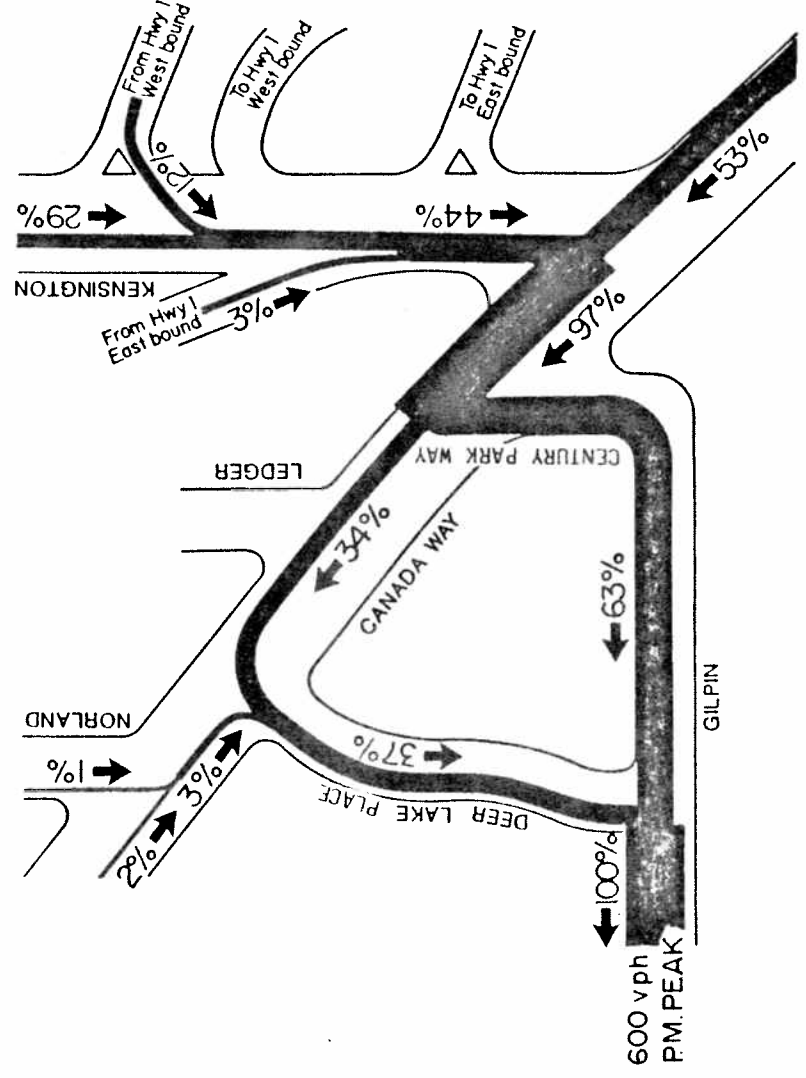 From Hwy 1
West bound
To Hwy 1
West bound
To Hwy 1
East bound
12%
29%
44%
53%
KENSINGTON
From Hwy 1
East bound
3%
97%
LEDGER
CENTURY PARK WAY
34%
CANADA WAY
63%
NORLAND
GILPIN
1%
37%
3%
2%
DEER LAKE PLACE
100%
600 vph
P.M. PEAK